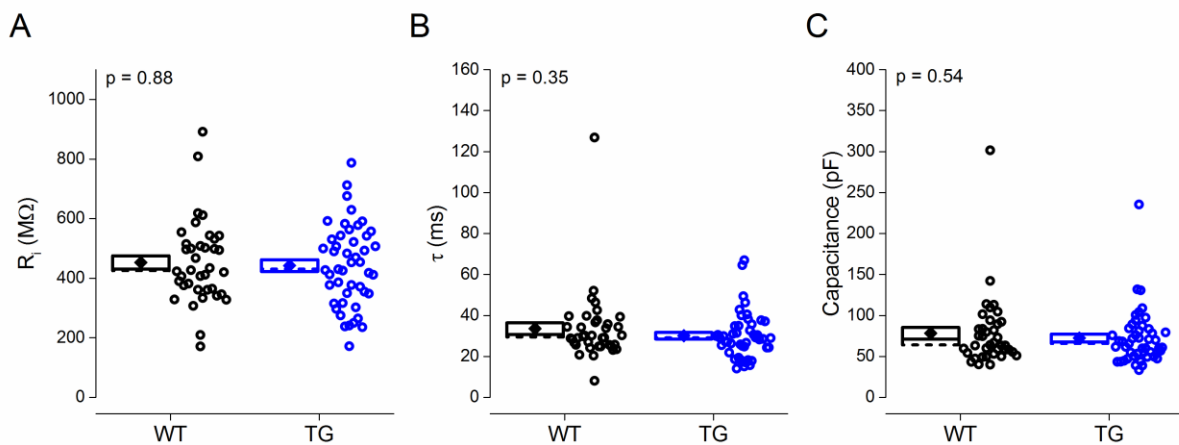 A
B
C
p = 0.88
p = 0.35
p = 0.54
Rᵢ (MΩ)
1000
800
600
400
200
0
WT
TG
τ (ms)
160
140
120
100
80
60
40
20
0
WT
TG
Capacitance (pF)
400
350
300
250
200
150
100
50
0
WT
TG